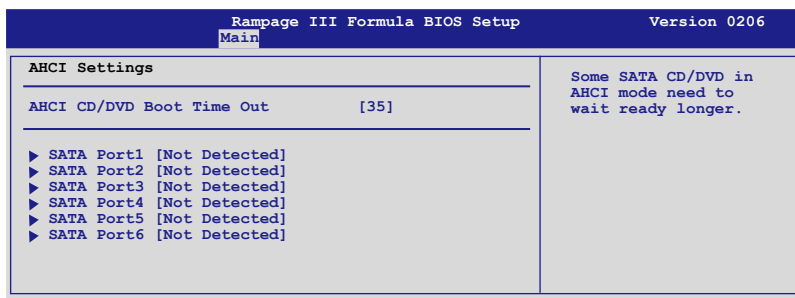 Rampage III Formula BIOS Setup Version 0206
Main
AHCI Settings
AHCI CD/DVD Boot Time Out [35]
SATA Port1 [Not Detected]
SATA Port2 [Not Detected]
SATA Port3 [Not Detected]
SATA Port4 [Not Detected]
SATA Port5 [Not Detected]
SATA Port6 [Not Detected]
Some SATA CD/DVD in
AHCI mode need to
wait ready longer.